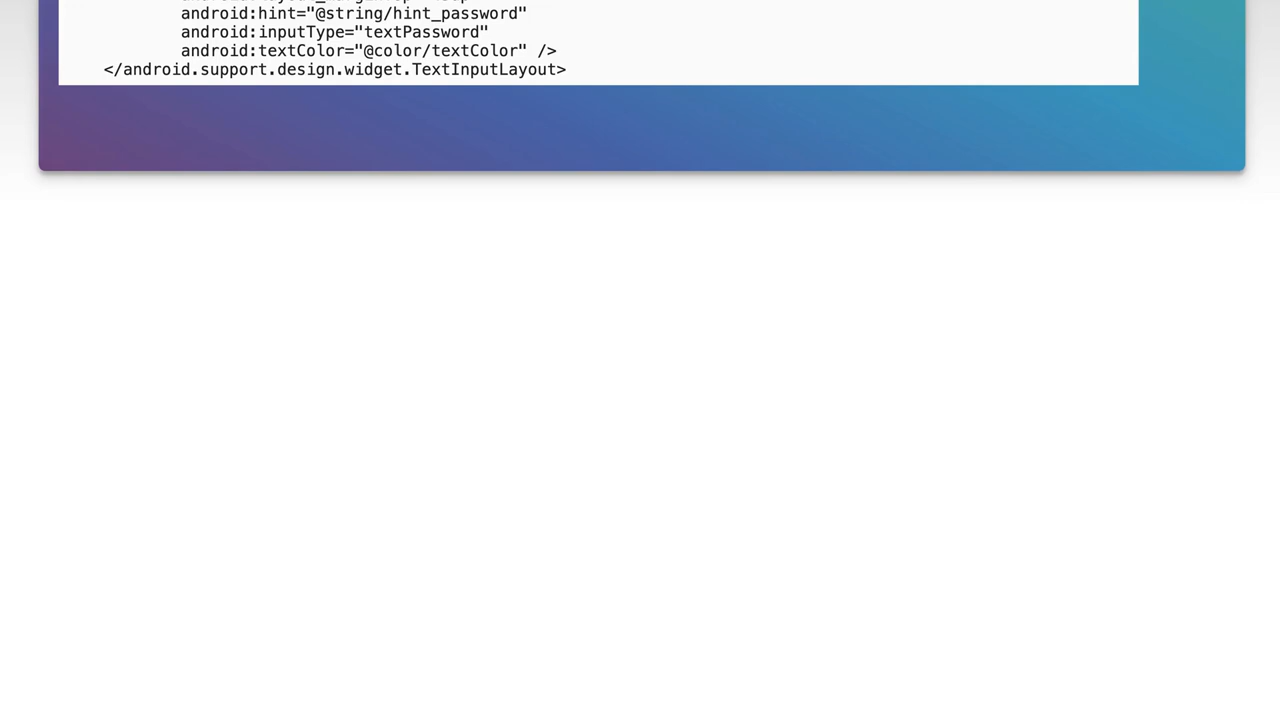 android:hint="@string/hint_password"
android:inputType="textPassword"
android:textColor="@color/textColor" />
</android.support.design.widget.TextInputLayout>